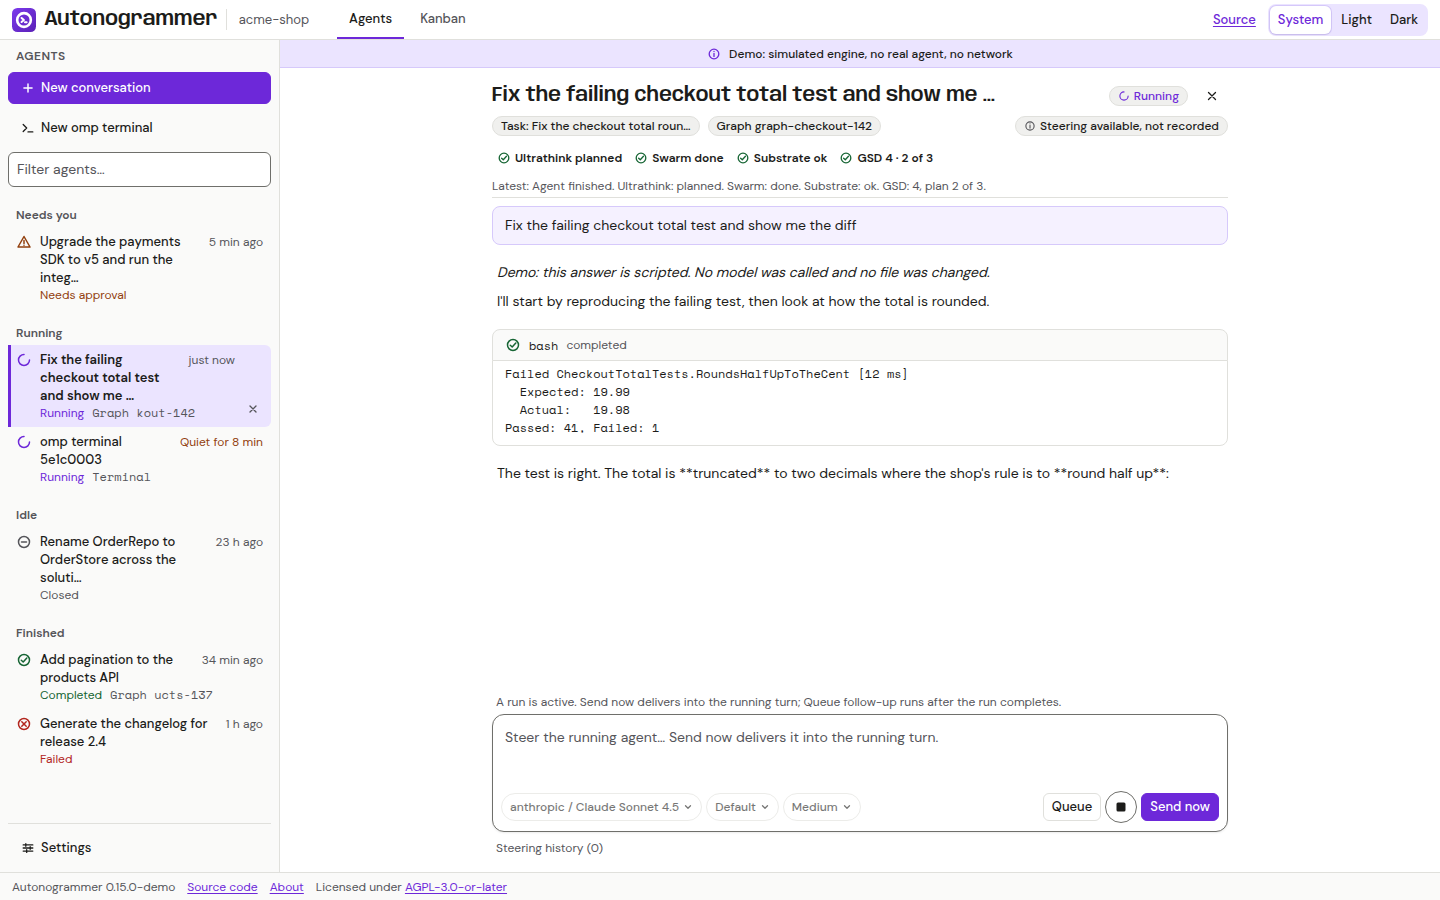 Autonogrammer
acme-shop
Agents
Kanban
Source
System
Light
Dark
AGENTS
New conversation
New omp terminal
Filter agents…
Needs you
Upgrade the payments
SDK to v5 and run the
integ…
5 min ago
Needs approval
Running
Fix the failing
checkout total test
and show me …
just now
Running Graph kout-142
omp terminal
5e1c0003
Quiet for 8 min
Running Terminal
Idle
Rename OrderRepo to
OrderStore across the
soluti…
23 h ago
Closed
Finished
Add pagination to the
products API
34 min ago
Completed Graph ucts-137
Generate the changelog for
release 2.4
1 h ago
Failed
Settings
Demo: simulated engine, no real agent, no network
Fix the failing checkout total test and show me …
Running
Task: Fix the checkout total roun…
Graph graph-checkout-142
Steering available, not recorded
Ultrathink planned
Swarm done
Substrate ok
GSD 4 · 2 of 3
Latest: Agent finished. Ultrathink: planned. Swarm: done. Substrate: ok. GSD: 4, plan 2 of 3.
Fix the failing checkout total test and show me the diff
Demo: this answer is scripted. No model was called and no file was changed.
I'll start by reproducing the failing test, then look at how the total is rounded.
bash completed
Failed CheckoutTotalTests.RoundsHalfUpToTheCent [12 ms]
Expected: 19.99
Actual: 19.98
Passed: 41, Failed: 1
The test is right. The total is **truncated** to two decimals where the shop's rule is to **round half up**:
A run is active. Send now delivers into the running turn; Queue follow-up runs after the run completes.
Steer the running agent… Send now delivers it into the running turn.
anthropic / Claude Sonnet 4.5
Default
Medium
Queue
Send now
Steering history (0)
Autonogrammer 0.15.0-demo
Source code
About
Licensed under AGPL-3.0-or-later